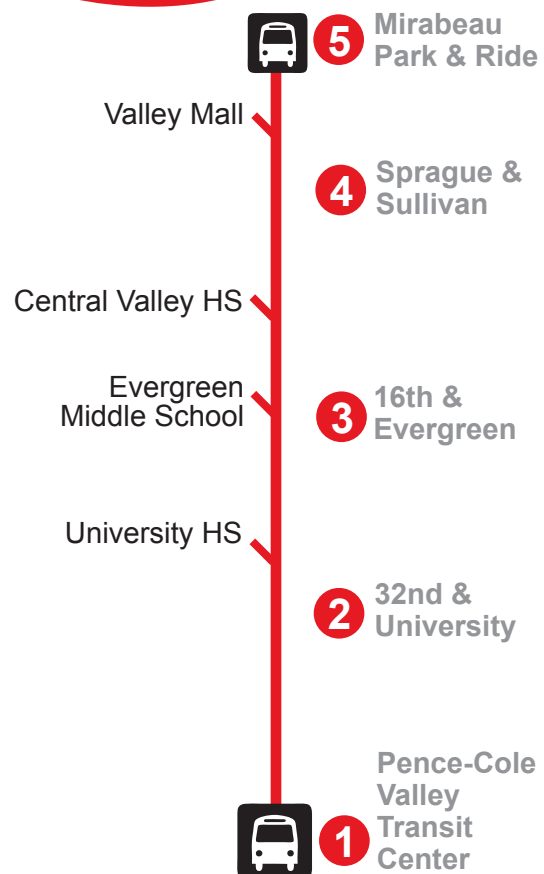 5 Mirabeau
Park & Ride
Valley Mall
4 Sprague &
Sullivan
Central Valley HS
Evergreen
Middle School
3 16th &
Evergreen
University HS
2 32nd &
University
1 Pence-Cole
Valley
Transit
Center